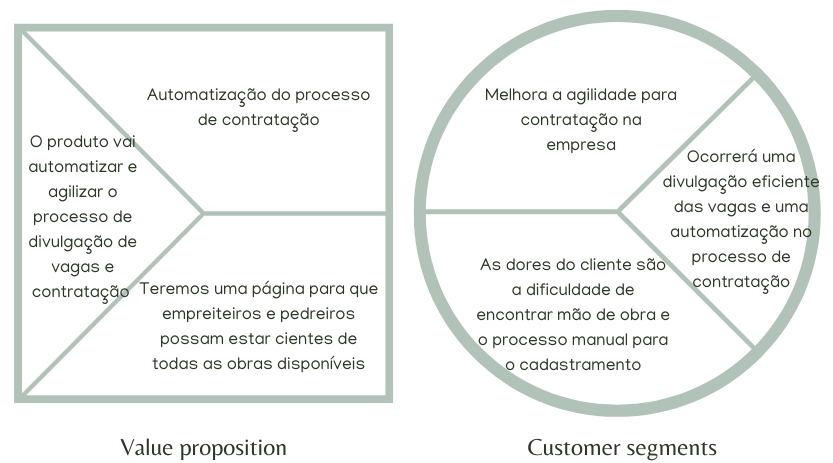 Automatização do processo
de contratação
O produto vai
automatizar e
agilizar o
processo de
divulgação de
vagas e
contratação
Teremos uma página para que
empreiteiros e pedreiros
possam estar cientes de
todas as obras disponíveis
Value proposition
Melhora a agilidade para
contratação na
empresa
Ocorrerá uma
divulgação eficiente
das vagas e uma
automatização no
processo de
contratação
As dores do cliente são
a dificuldade de
encontrar mão de obra e
o processo manual para
o cadastramento
Customer segments